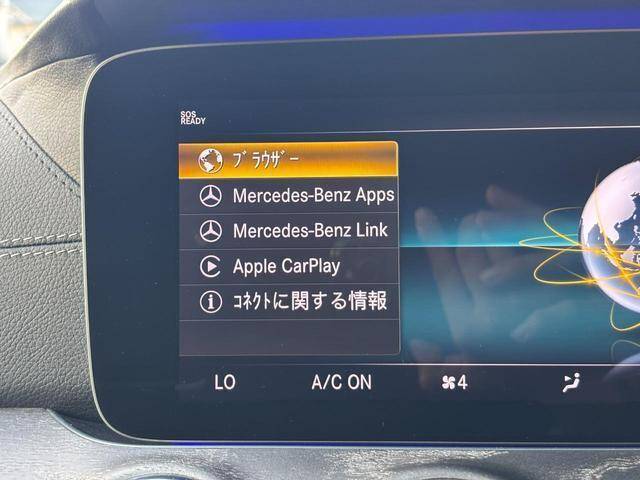 SOS
READY
ﾌﾞﾗｳｻﾞｰ
Mercedes-Benz Apps
Mercedes-Benz Link
Apple CarPlay
ｺﾈｸﾄに関する情報
LO A/C ON 4